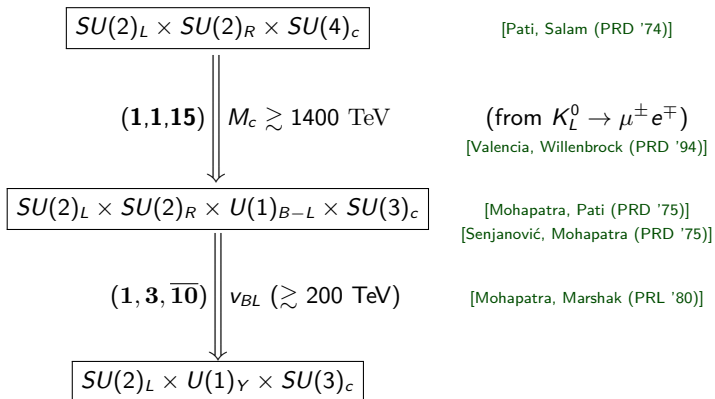 SU(2)_L × SU(2)_R × SU(4)_c [Pati, Salam (PRD '74)]
(1,1,15) M_c ≳ 1400 TeV (from K_L^0 → μ^± e^∓)
[Valencia, Willenbrock (PRD '94)]
SU(2)_L × SU(2)_R × U(1)_{B−L} × SU(3)_c [Mohapatra, Pati (PRD '75)]
[Senjanović, Mohapatra (PRD '75)]
(1, 3, \overline{10}) v_{BL} (≳ 200 TeV) [Mohapatra, Marshak (PRL '80)]
SU(2)_L × U(1)_Y × SU(3)_c